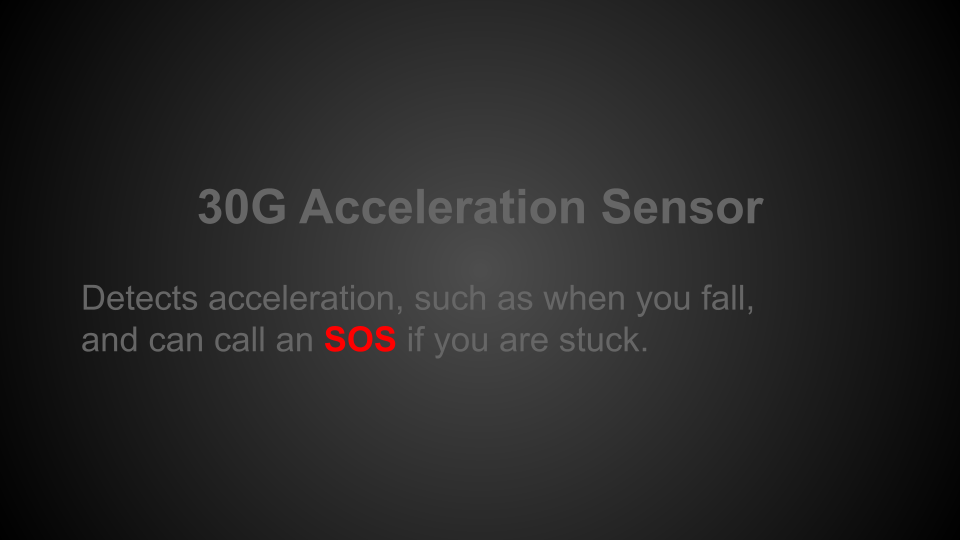 30G Acceleration Sensor
Detects acceleration, such as when you fall,
and can call an SOS if you are stuck.